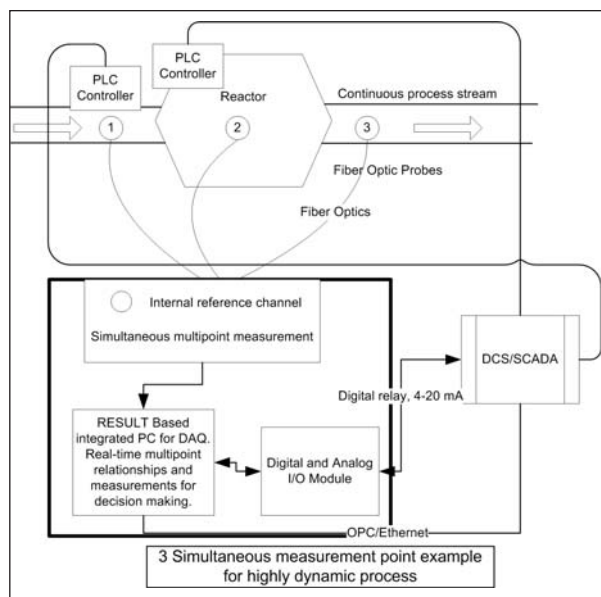 PLC
Controller
PLC
Controller
Reactor
Continuous process stream
1
2
3
Fiber Optic Probes
Fiber Optics
Internal reference channel
Simultaneous multipoint measurement
DCS/SCADA
Digital relay, 4-20 mA
RESULT Based
integrated PC for DAQ.
Real-time multipoint
relationships and
measurements for
decision making.
Digital and Analog
I/O Module
OPC/Ethernet
3 Simultaneous measurement point example
for highly dynamic process